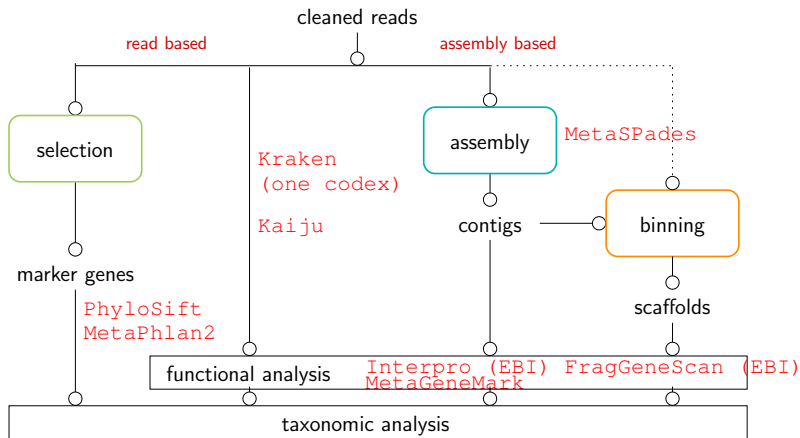 cleaned reads
read based
assembly based
selection
assembly
MetaSPades
Kraken
(one codex)
Kaiju
contigs
binning
marker genes
PhyloSift
MetaPhlan2
scaffolds
functional analysis
Interpro (EBI) FragGeneScan (EBI)
MetaGeneMark
taxonomic analysis